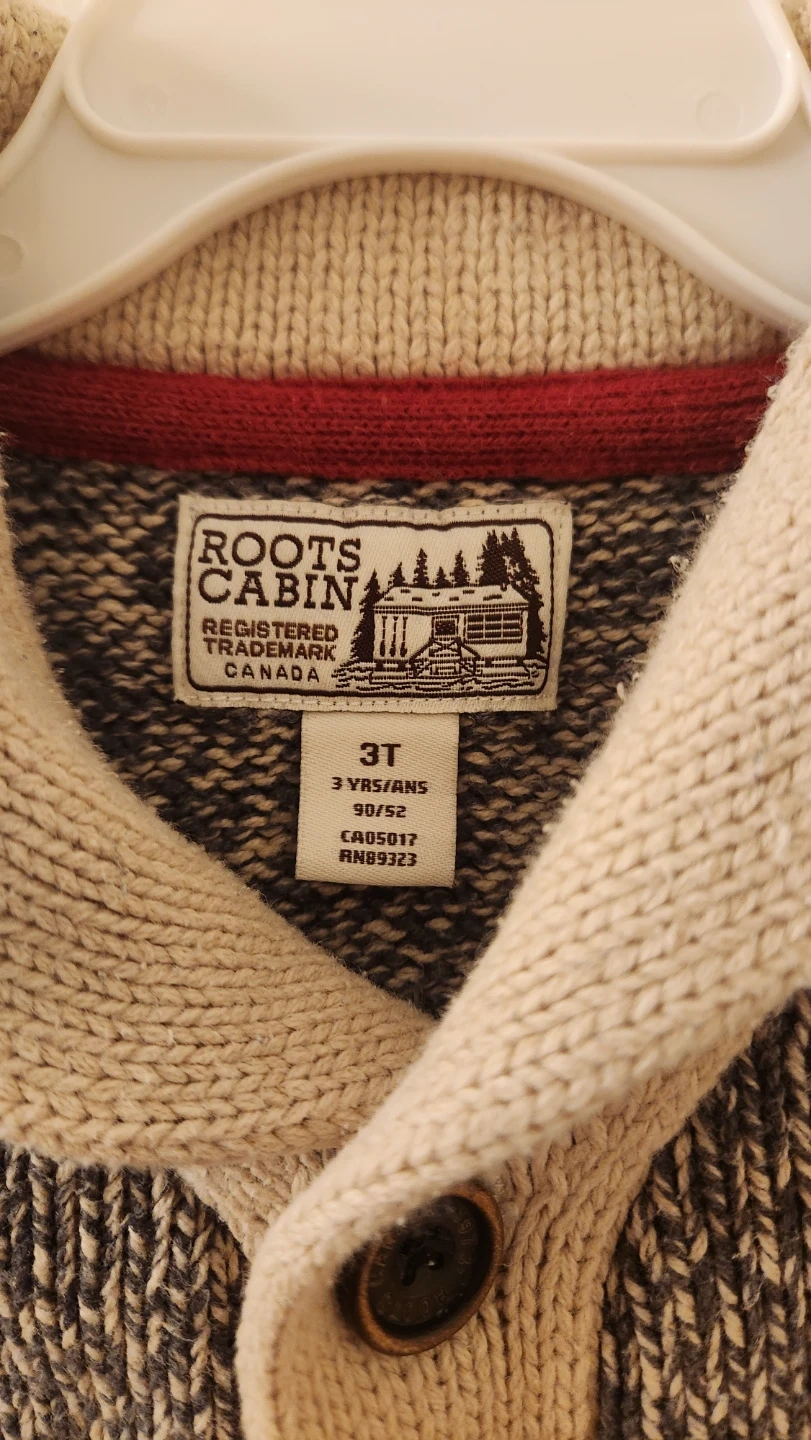 ROOTS
CABIN
REGISTERED
TRADEMARK
CANADA
3T
3 YRS/ANS
90/52
CA05017
RN89323